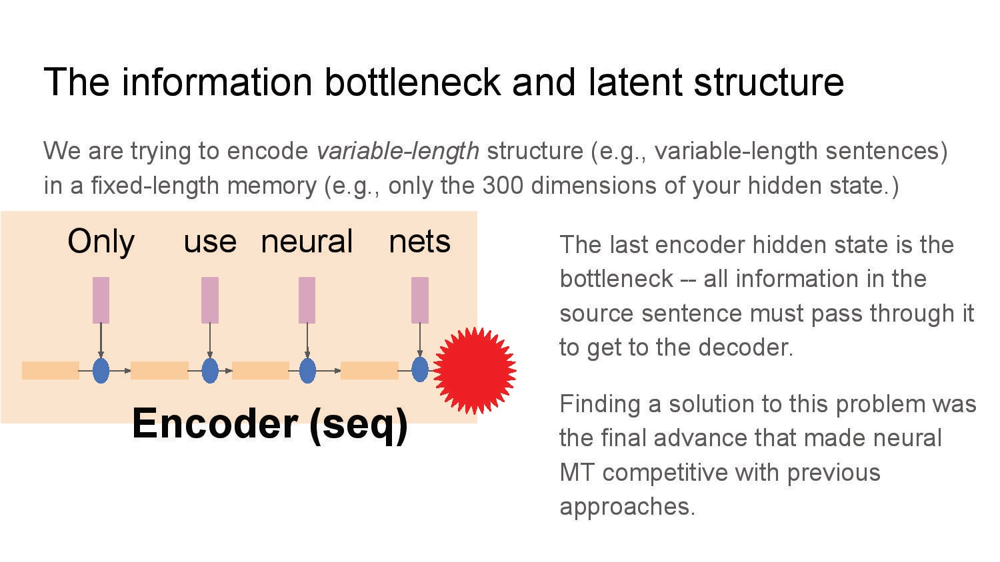 The information bottleneck and latent structure
We are trying to encode variable-length structure (e.g., variable-length sentences)
in a fixed-length memory (e.g., only the 300 dimensions of your hidden state.)
Only use neural nets
Encoder (seq)
The last encoder hidden state is the
bottleneck -- all information in the
source sentence must pass through it
to get to the decoder.
Finding a solution to this problem was
the final advance that made neural
MT competitive with previous
approaches.